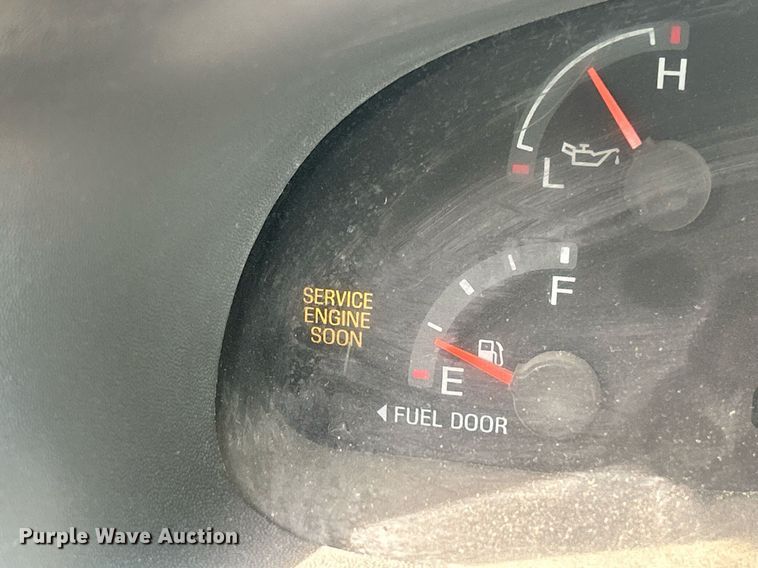 H
L
F
SERVICE
ENGINE
SOON
E
FUEL DOOR
Purple Wave Auction